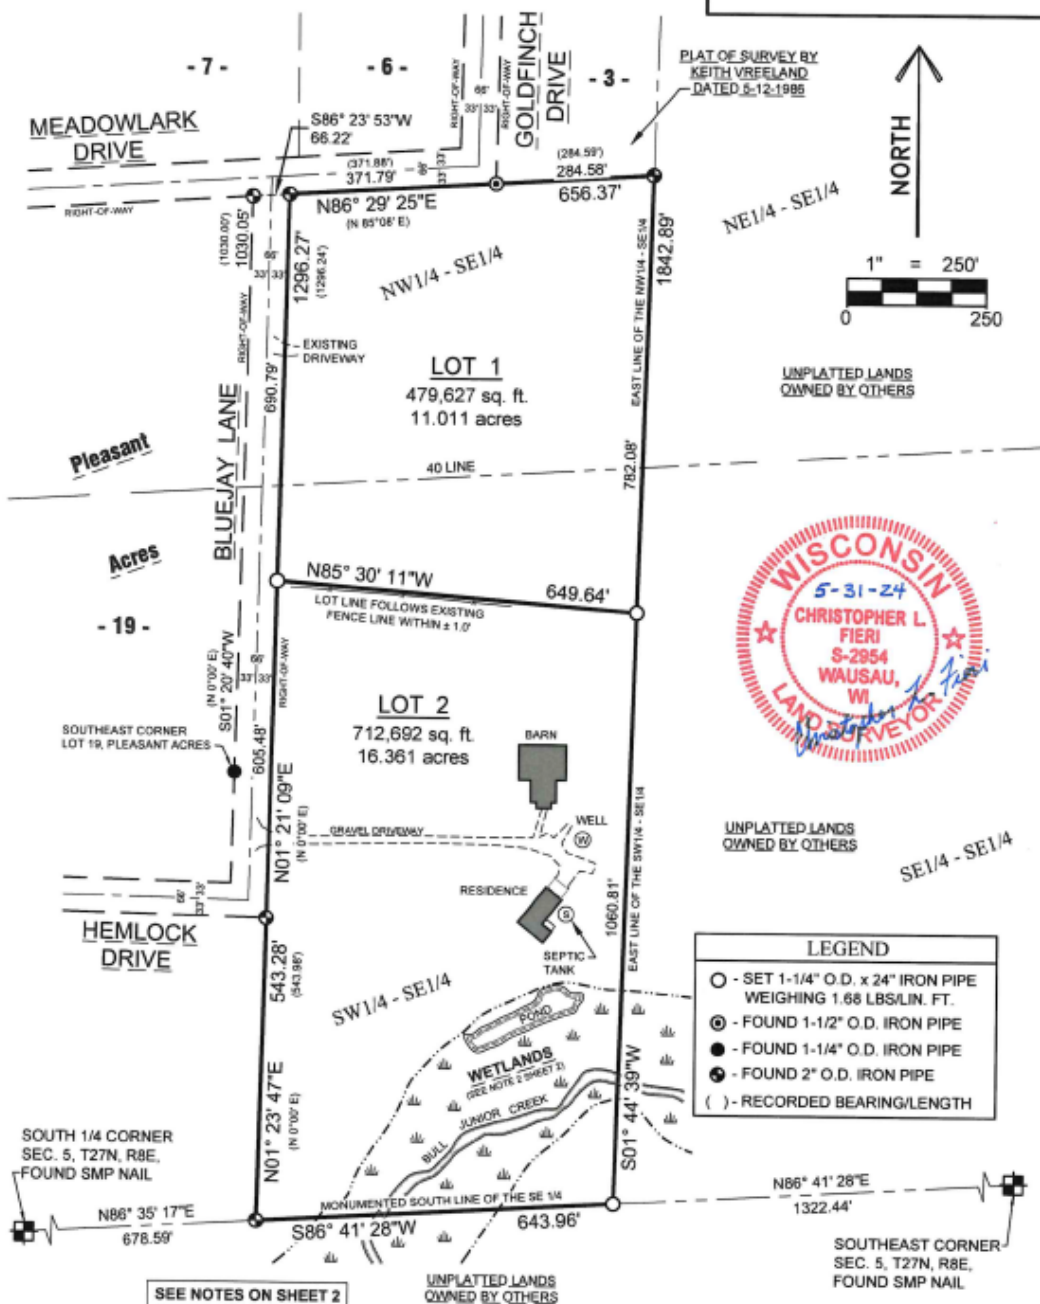 - 7 -
- 6 -
- 3 -
MEADOWLARK
DRIVE
GOLDFINCH
DRIVE
RIGHT-OF-WAY
RIGHT-OF-WAY
66'
33' 33'
S86° 23' 53"W
66.22'
PLAT OF SURVEY BY
KEITH VREELAND
DATED 5-12-1986
NORTH
1" = 250'
0 250
RIGHT-OF-WAY
(371.88')
371.79'
66'
33' 33'
(284.59')
284.58'
N86° 29' 25"E
656.37'
(N 85°08' E)
(1030.00')
1030.05'
66'
33' 33'
1296.27'
(1296.24')
NW1/4 - SE1/4
NE1/4 - SE1/4
1842.89'
EAST LINE OF THE NW1/4 - SE1/4
RIGHT-OF-WAY
EXISTING
DRIVEWAY
690.79'
LOT 1
479,627 sq. ft.
11.011 acres
UNPLATTED LANDS
OWNED BY OTHERS
BLUEJAY LANE
Pleasant
Acres
- 19 -
40 LINE
782.08'
N85° 30' 11"W
649.64'
LOT LINE FOLLOWS EXISTING
FENCE LINE WITHIN ± 1.0'
WISCONSIN
5-31-24
CHRISTOPHER L.
FIERI
S-2954
WAUSAU,
WI
LAND SURVEYOR
Christopher L. Fieri
(N 0°00' E)
S01° 20' 40"W
66'
33' 33'
RIGHT-OF-WAY
SOUTHEAST CORNER
LOT 19, PLEASANT ACRES
605.48'
LOT 2
712,692 sq. ft.
16.361 acres
BARN
WELL
W
N01° 21' 09"E
(N 0°00' E)
GRAVEL DRIVEWAY
RESIDENCE
S
SEPTIC
TANK
1060.81'
EAST LINE OF THE SW1/4 - SE1/4
UNPLATTED LANDS
OWNED BY OTHERS
SE1/4 - SE1/4
66'
33' 33'
HEMLOCK
DRIVE
543.28'
(543.98')
SW1/4 - SE1/4
LEGEND
- SET 1-1/4" O.D. x 24" IRON PIPE
WEIGHING 1.68 LBS/LIN. FT.
- FOUND 1-1/2" O.D. IRON PIPE
- FOUND 1-1/4" O.D. IRON PIPE
- FOUND 2" O.D. IRON PIPE
( ) - RECORDED BEARING/LENGTH
POND
WETLANDS
(SEE NOTE 2 SHEET 2)
BULL JUNIOR CREEK
N01° 23' 47"E
(N 0°00' E)
S01° 44' 39"W
SOUTH 1/4 CORNER
SEC. 5, T27N, R8E,
FOUND SMP NAIL
MONUMENTED SOUTH LINE OF THE SE 1/4
N86° 35' 17"E
678.59'
S86° 41' 28"W
643.96'
N86° 41' 28"E
1322.44'
SOUTHEAST CORNER
SEC. 5, T27N, R8E,
FOUND SMP NAIL
SEE NOTES ON SHEET 2
UNPLATTED LANDS
OWNED BY OTHERS